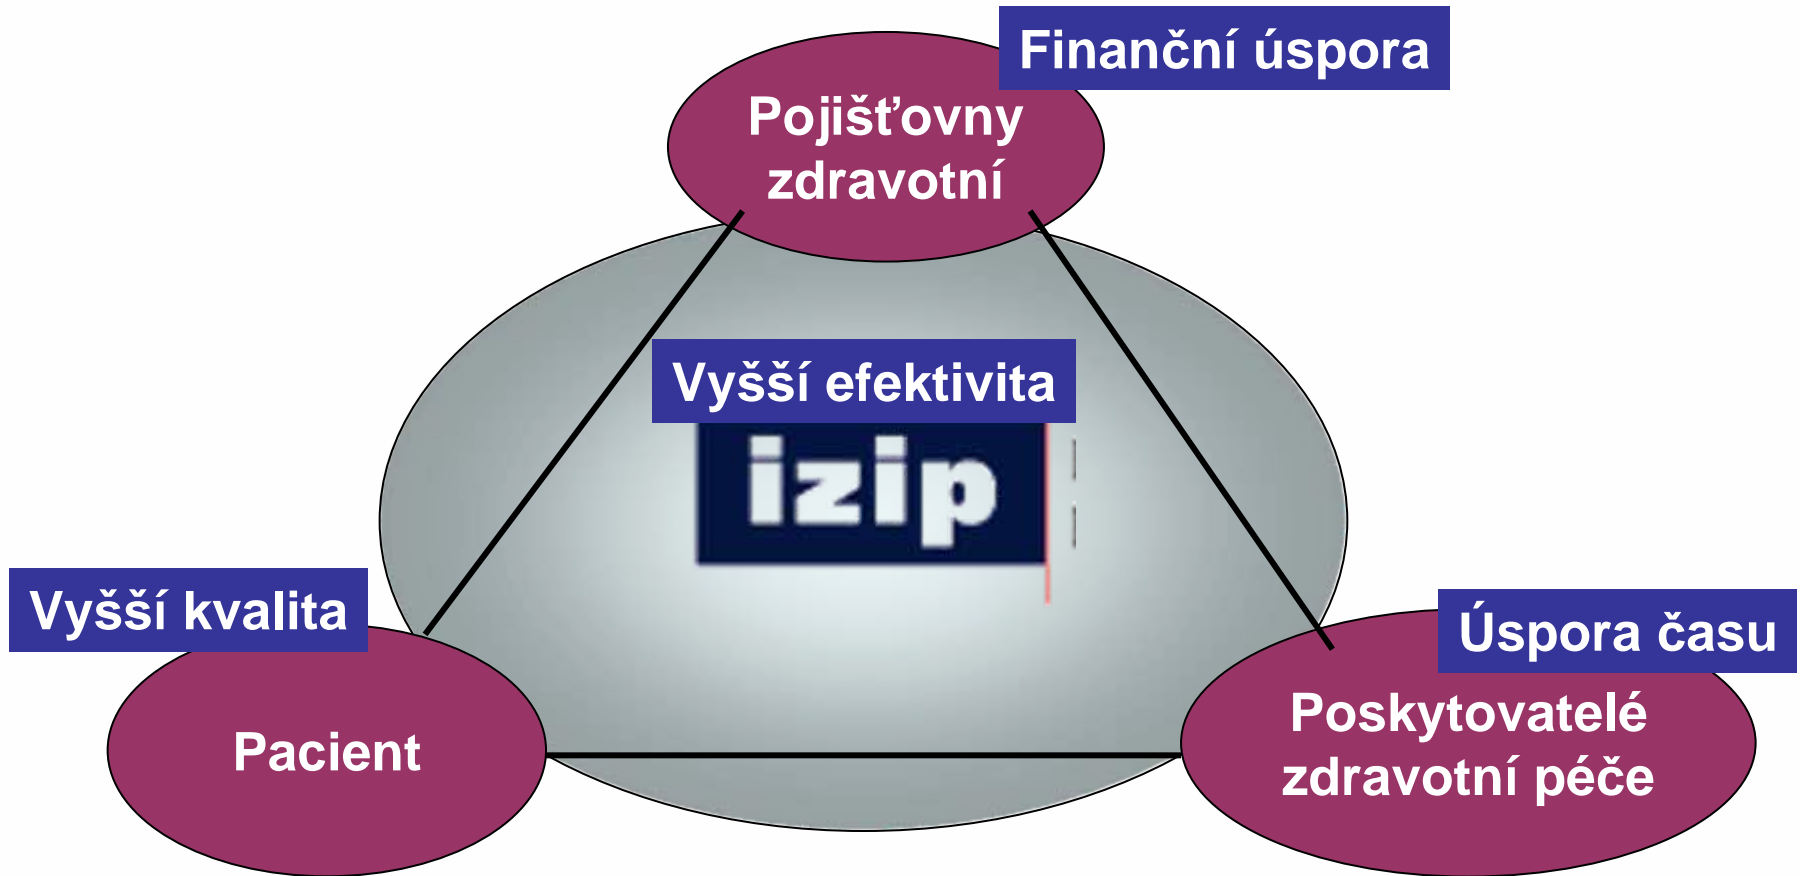 Finanční úspora
Pojišťovny
zdravotní
Vyšší efektivita
izip
Vyšší kvalita
Pacient
Úspora času
Poskytovatelé
zdravotní péče